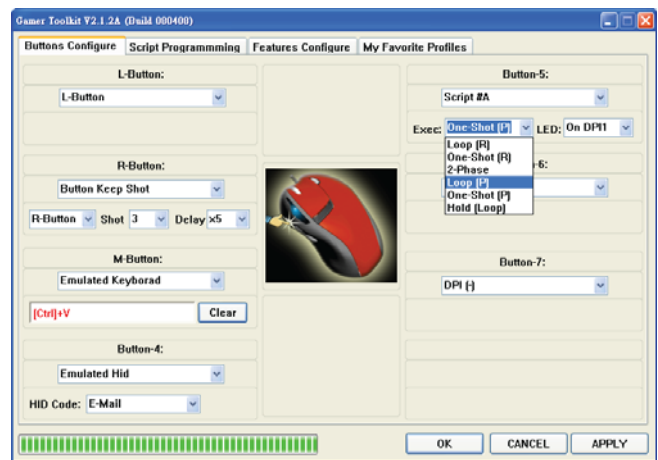 Gamer Toolkit V2.1.2A (Build 000400)
Buttons Configure Script Programmming Features Configure My Favorite Profiles
L-Button:
L-Button
R-Button:
Button Keep Shot
R-Button Shot 3 Delay x5
M-Button:
Emulated Keyborad
[Ctrl]+V Clear
Button-4:
Emulated Hid
HID Code: E-Mail
Button-5:
Script #A
Exec: One-Shot [P] LED: On DPI1
Loop [R]
One-Shot [R]
2-Phase
Loop [P]
One-Shot [P]
Hold [Loop]
-6:
Button-7:
DPI (-)
OK CANCEL APPLY